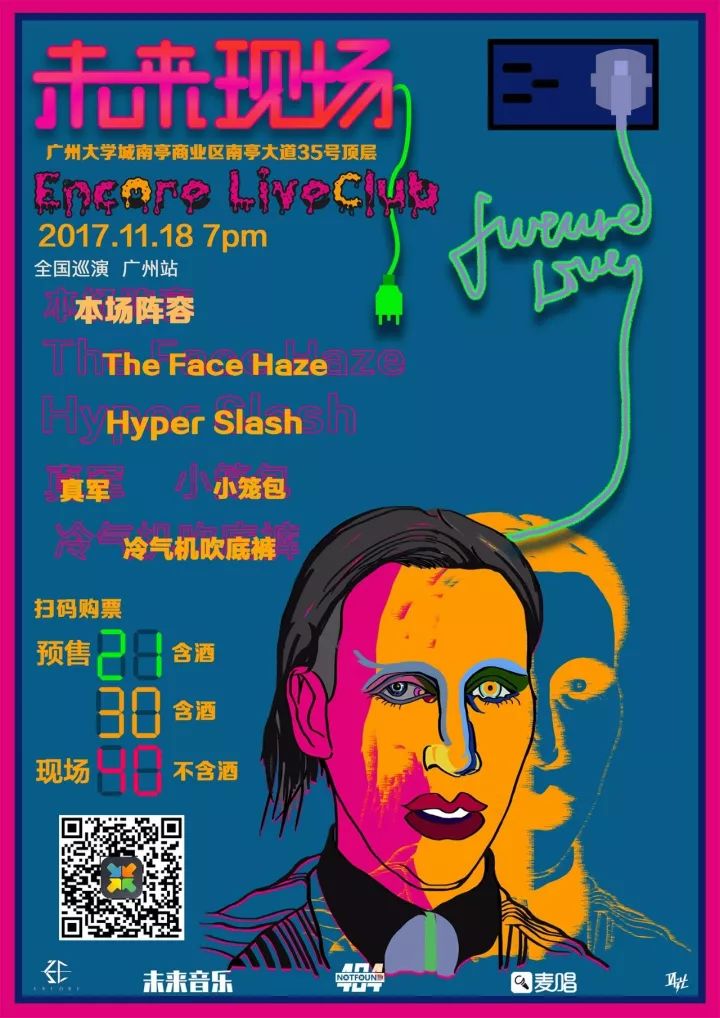 未来现场
广州大学城南亭商业区南亭大道35号顶层
Encore LiveClub
2017.11.18 7pm
全国巡演 广州站
本场阵容
The Face Haze
Hyper Slash
真军 小笼包
冷气机吹底裤
Love
扫码购票
预售 21 含酒
30 含酒
现场 40 不含酒
ENCORE
未来音乐
404
NOTFOUND
麦唱